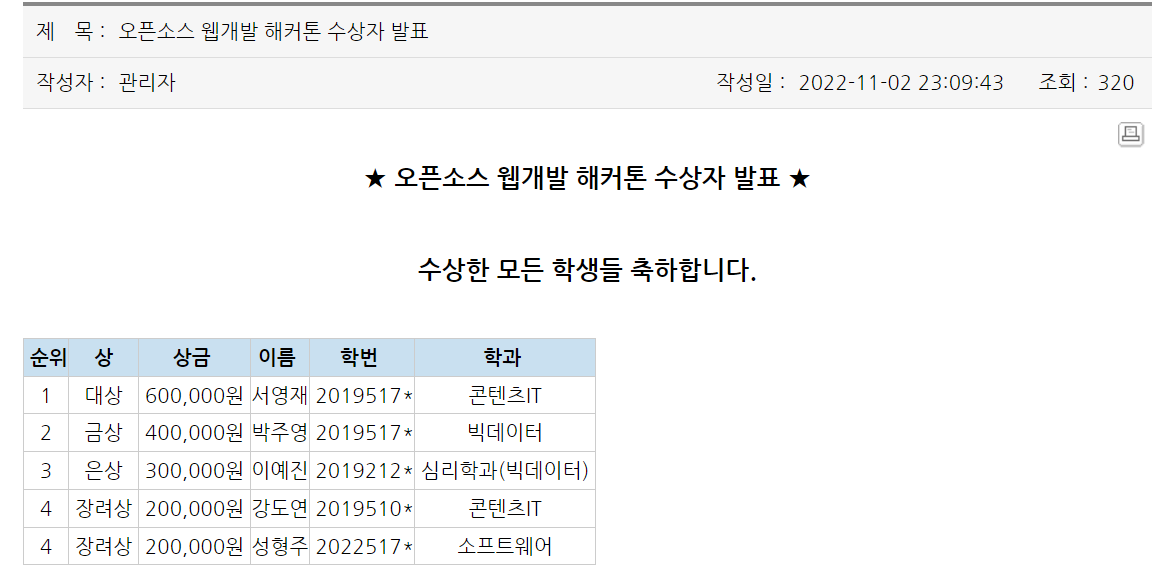 제 목 : 오픈소스 웹개발 해커톤 수상자 발표
작성자 : 관리자 작성일 : 2022-11-02 23:09:43 조회 : 320
★ 오픈소스 웹개발 해커톤 수상자 발표 ★
수상한 모든 학생들 축하합니다.
순위 상 상금 이름 학번 학과
1 대상 600,000원 서영재 2019517* 콘텐츠IT
2 금상 400,000원 박주영 2019517* 빅데이터
3 은상 300,000원 이예진 2019212* 심리학과(빅데이터)
4 장려상 200,000원 강도연 2019510* 콘텐츠IT
4 장려상 200,000원 성형주 2022517* 소프트웨어